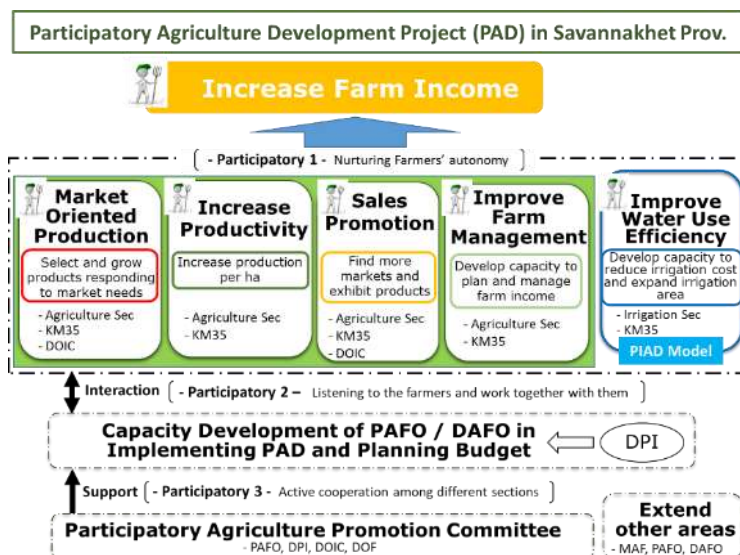 Participatory Agriculture Development Project (PAD) in Savannakhet Prov.
Increase Farm Income
- Participatory 1 - Nurturing Farmers' autonomy
Market
Oriented
Production
Select and grow
products responding
to market needs
- Agriculture Sec
- KM35
- DOIC
Increase
Productivity
Increase production
per ha
- Agriculture Sec
- KM35
Sales
Promotion
Find more
markets and
exhibit products
- Agriculture Sec
- KM35
- DOIC
Improve
Farm
Management
Develop capacity to
plan and manage
farm income
- Agriculture Sec
- KM35
Improve
Water Use
Efficiency
Develop capacity to
reduce irrigation cost
and expand irrigation
area
- Irrigation Sec
- KM35
PIAD Model
Interaction - Participatory 2 – Listening to the farmers and work together with them
Capacity Development of PAFO / DAFO in
Implementing PAD and Planning Budget
DPI
Support - Participatory 3 - Active cooperation among different sections
Participatory Agriculture Promotion Committee
- PAFO, DPI, DOIC, DOF
Extend
other areas
- MAF, PAFO, DAFO